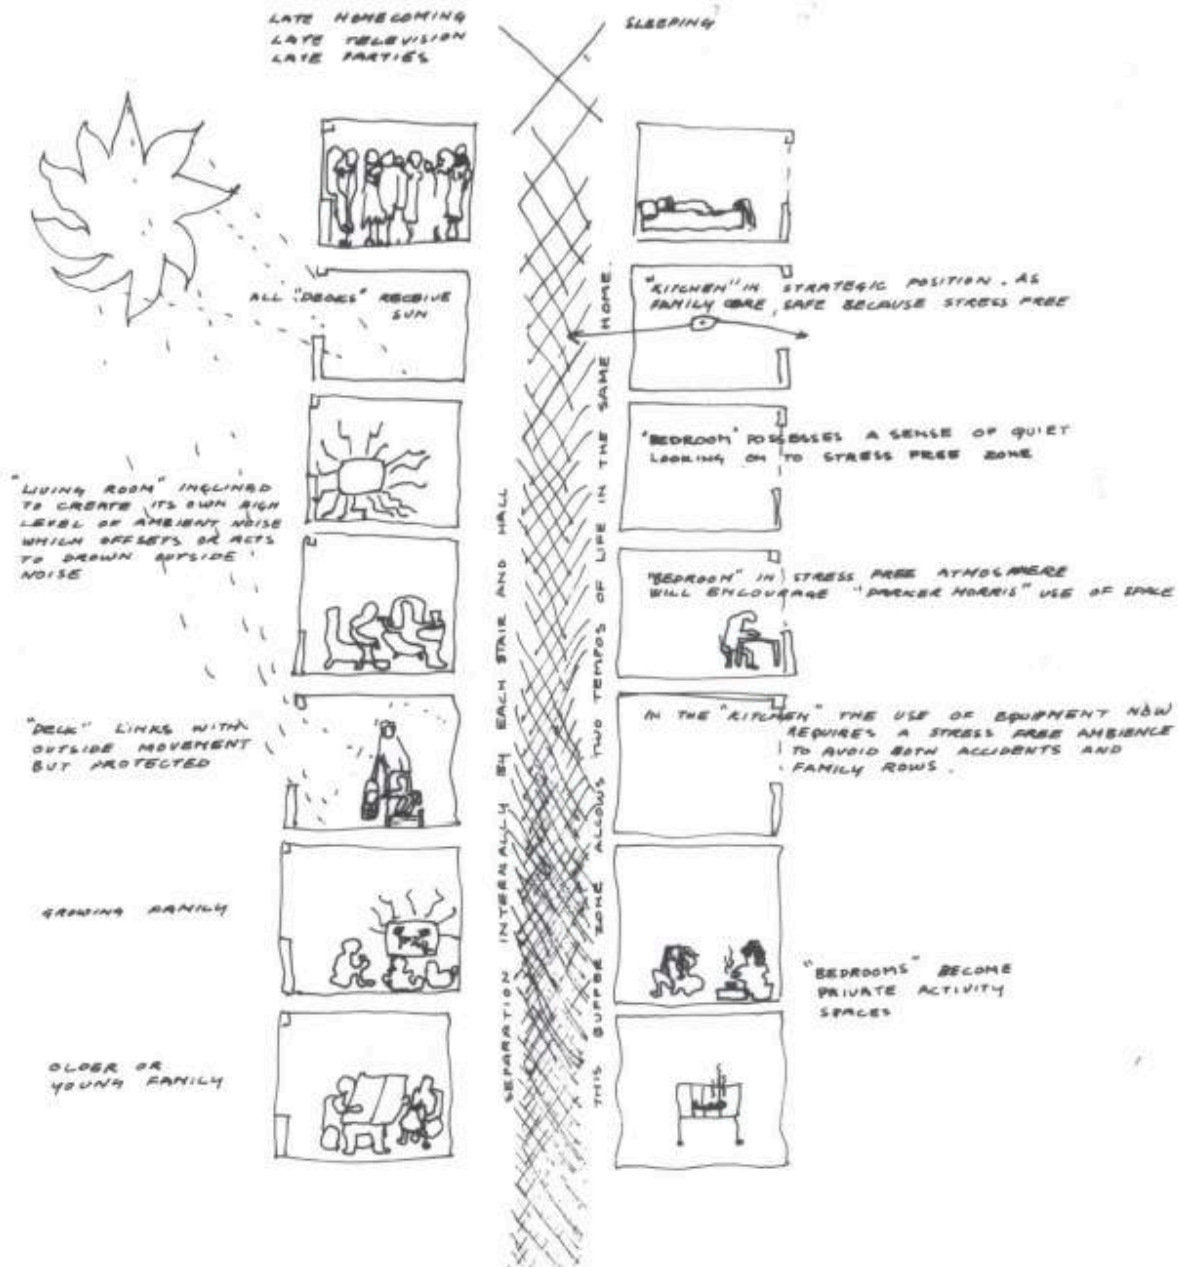 LATE HOMECOMING
LATE TELEVISION
LATE PARTIES
SLEEPING
ALL "DECKS" RECEIVE
SUN
"KITCHEN" IN STRATEGIC POSITION. AS
FAMILY CORE, SAFE BECAUSE STRESS FREE
"BEDROOM" POSSESSES A SENSE OF QUIET
LOOKING ON TO STRESS FREE ZONE
"LIVING ROOM" INCLINED
TO CREATE ITS OWN HIGH
LEVEL OF AMBIENT NOISE
WHICH OFFSETS OR ACTS
TO DROWN OUTSIDE
NOISE
"BEDROOM" IN STRESS FREE ATMOSPHERE
WILL ENCOURAGE "PARKER MORRIS" USE OF SPACE
"DECK" LINKS WITH
OUTSIDE MOVEMENT
BUT PROTECTED
IN THE "KITCHEN" THE USE OF EQUIPMENT NOW
REQUIRES A STRESS FREE AMBIENCE
TO AVOID BOTH ACCIDENTS AND
FAMILY ROWS.
GROWING FAMILY
"BEDROOMS" BECOME
PRIVATE ACTIVITY
SPACES
OLDER OR
YOUNG FAMILY
SEPARATION INTERNALLY BY EACH STAIR AND HALL
THIS BUFFER ZONE ALLOWS TWO TEMPOS OF LIFE IN THE SAME HOME.